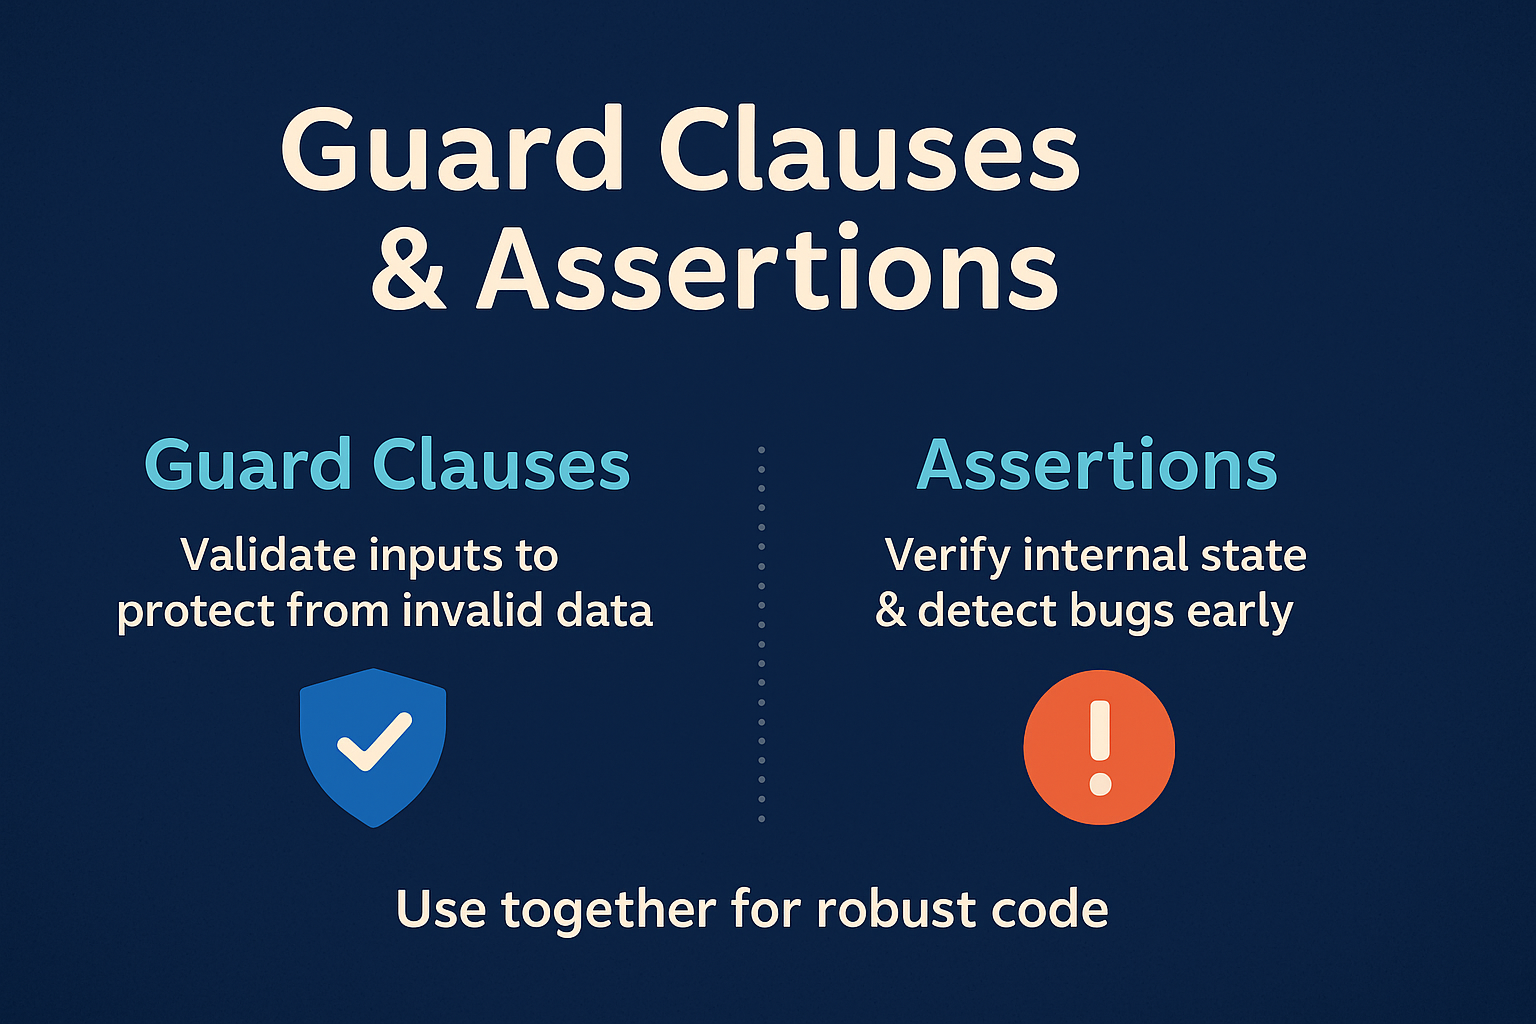 Guard Clauses
& Assertions
Guard Clauses
Validate inputs to
protect from invalid data
Assertions
Verify internal state
& detect bugs early
Use together for robust code